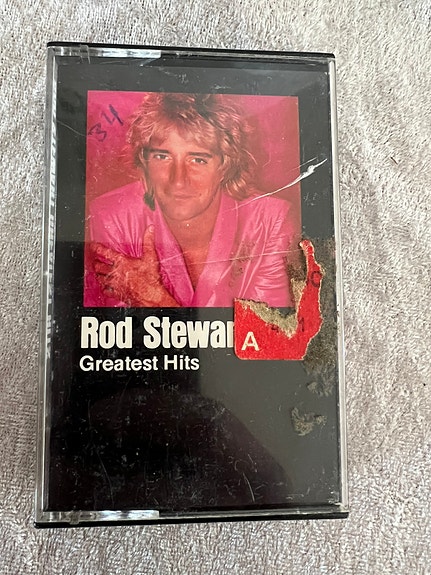 34
Rod Stewar
A
Greatest Hits